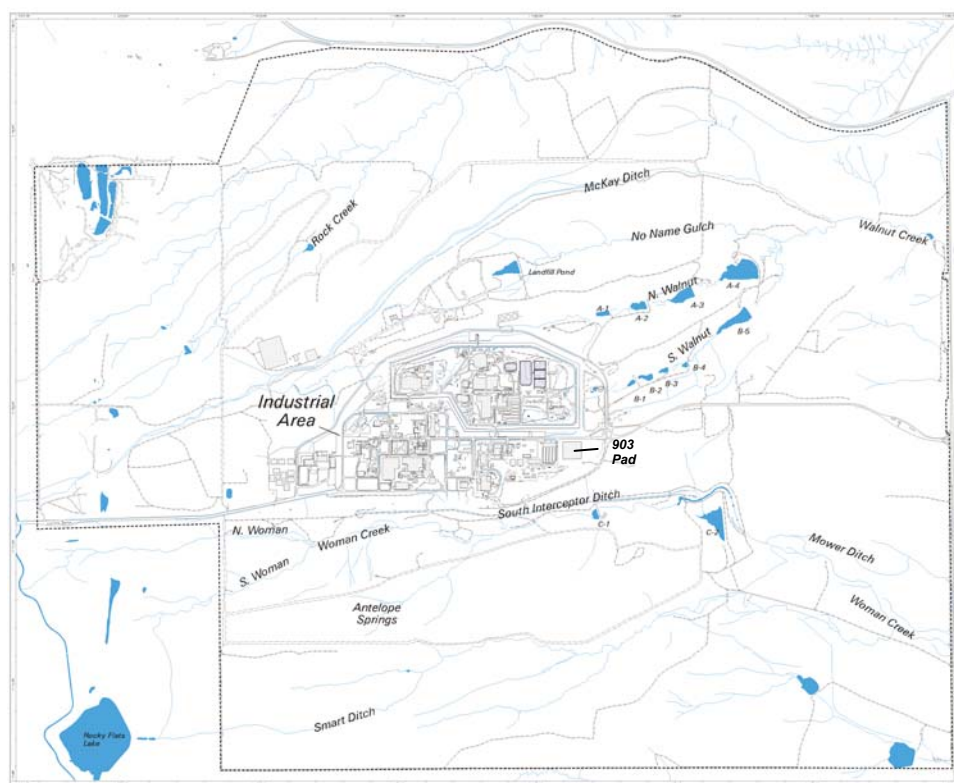 McKay Ditch
Rock Creek
No Name Gulch
Walnut Creek
Landfill Pond
N. Walnut
A-4
A-3
A-1
A-2
B-5
S. Walnut
B-4
B-3
B-2
B-1
Industrial
Area
903
Pad
South Interceptor Ditch
C-1
N. Woman
Woman Creek
C-2
Mower Ditch
S. Woman
Antelope
Springs
Woman Creek
Smart Ditch
Rocky Flats
Lake